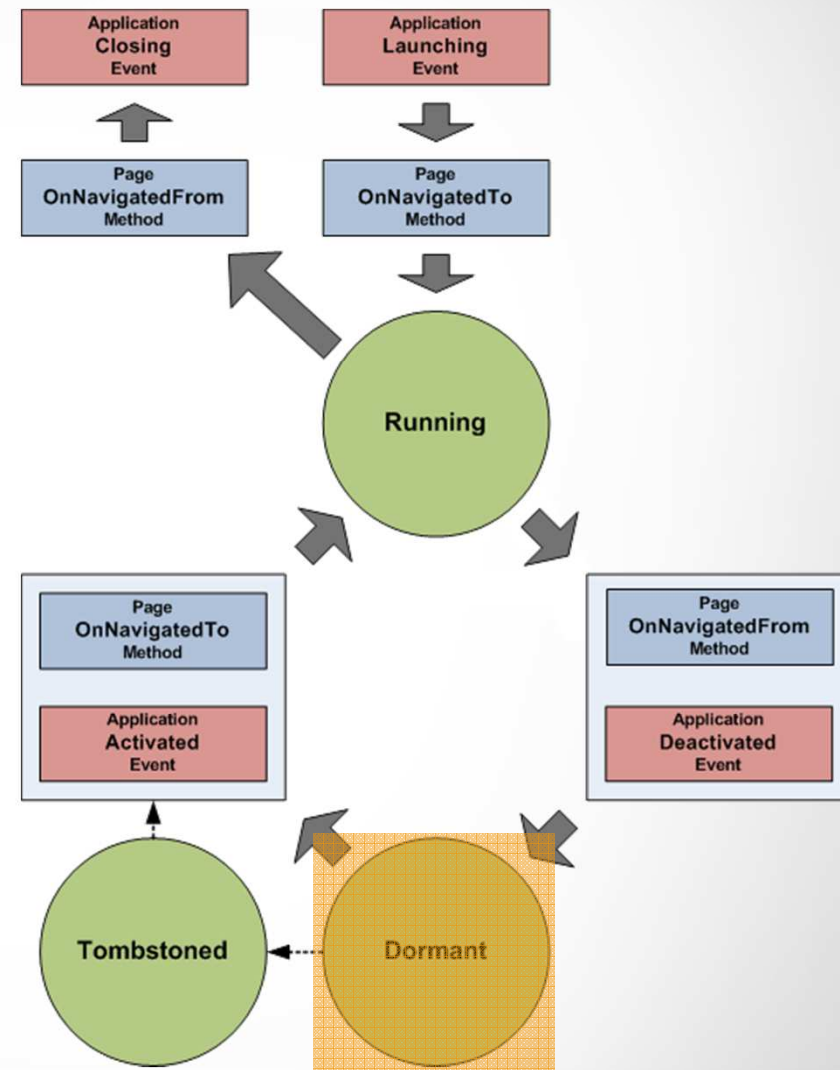 Application
Closing
Event
Application
Launching
Event
Page
OnNavigatedFrom
Method
Page
OnNavigatedTo
Method
Running
Page
OnNavigatedTo
Method
Application
Activated
Event
Page
OnNavigatedFrom
Method
Application
Deactivated
Event
Tombstoned
Dormant